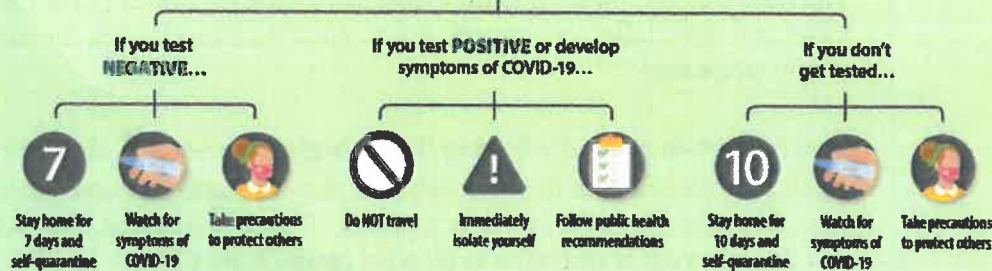 If you test
NEGATIVE...
7
Stay home for
7 days and
self-quarantine
Watch for
symptoms of
COVID-19
Take precautions
to protect others
If you test POSITIVE or develop
symptoms of COVID-19...
!
Do NOT travel
Immediately
isolate yourself
Follow public health
recommendations
If you don't
get tested...
10
Stay home for
10 days and
self-quarantine
Watch for
symptoms of
COVID-19
Take precautions
to protect others